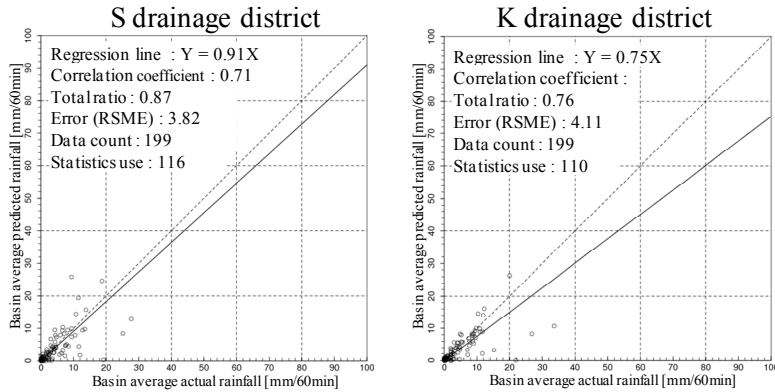 S drainage district
Regression line : Y = 0.91X
Correlation coefficient : 0.71
Total ratio : 0.87
Error (RSME) : 3.82
Data count : 199
Statistics use : 116
Basin average predicted rainfall [mm/60min]
100
90
80
70
60
50
40
30
20
10
0
0 10 20 30 40 50 60 70 80 90 100
Basin average actual rainfall [mm/60min]
K drainage district
Regression line : Y = 0.75X
Correlation coefficient :
Total ratio : 0.76
Error (RSME) : 4.11
Data count : 199
Statistics use : 110
Basin average predicted rainfall [mm/60min]
100
90
80
70
60
50
40
30
20
10
0
0 10 20 30 40 50 60 70 80 90 100
Basin average actual rainfall [mm/60min]